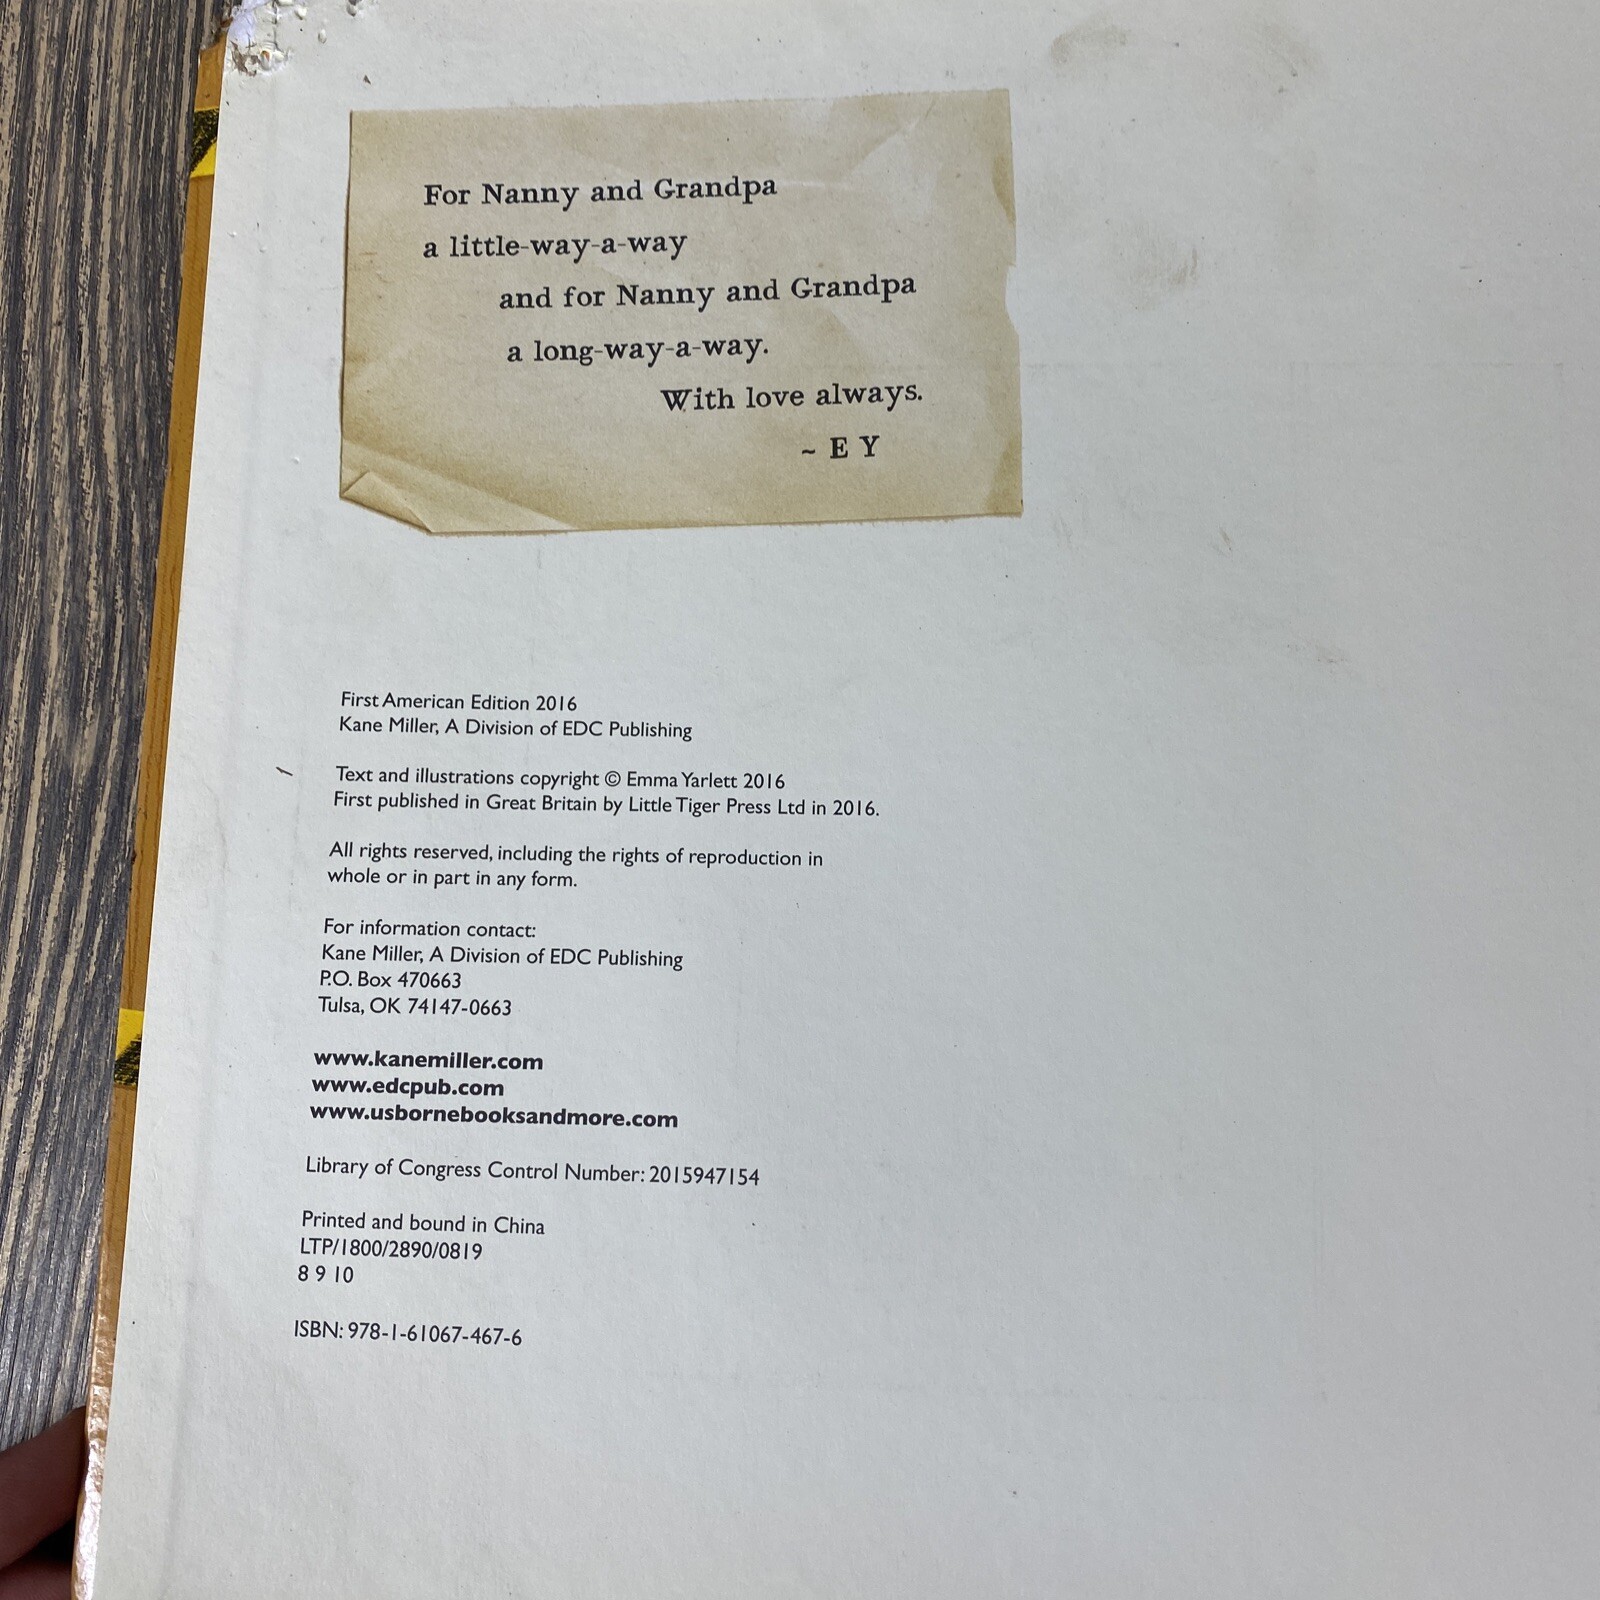 For Nanny and Grandpa
a little-way-a-way
and for Nanny and Grandpa
a long-way-a-way.
With love always.
~ E Y
First American Edition 2016
Kane Miller, A Division of EDC Publishing
Text and illustrations copyright © Emma Yarlett 2016
First published in Great Britain by Little Tiger Press Ltd in 2016.
All rights reserved, including the rights of reproduction in
whole or in part in any form.
For information contact:
Kane Miller, A Division of EDC Publishing
P.O. Box 470663
Tulsa, OK 74147-0663
www.kanemiller.com
www.edcpub.com
www.usbornebooksandmore.com
Library of Congress Control Number: 2015947154
Printed and bound in China
LTP/1800/2890/0819
8 9 10
ISBN: 978-1-61067-467-6